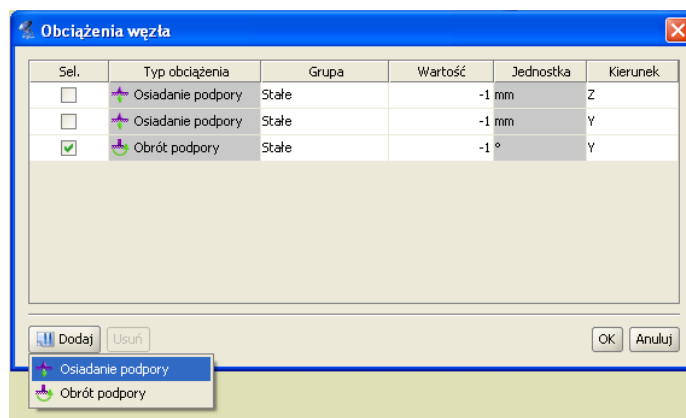 Obciążenia węzła
Sel. Typ obciążenia Grupa Wartość Jednostka Kierunek
Osiadanie podpory Stałe -1 mm Z
Osiadanie podpory Stałe -1 mm Y
Obrót podpory Stałe -1 ° Y
Dodaj Usuń OK Anuluj
Osiadanie podpory
Obrót podpory